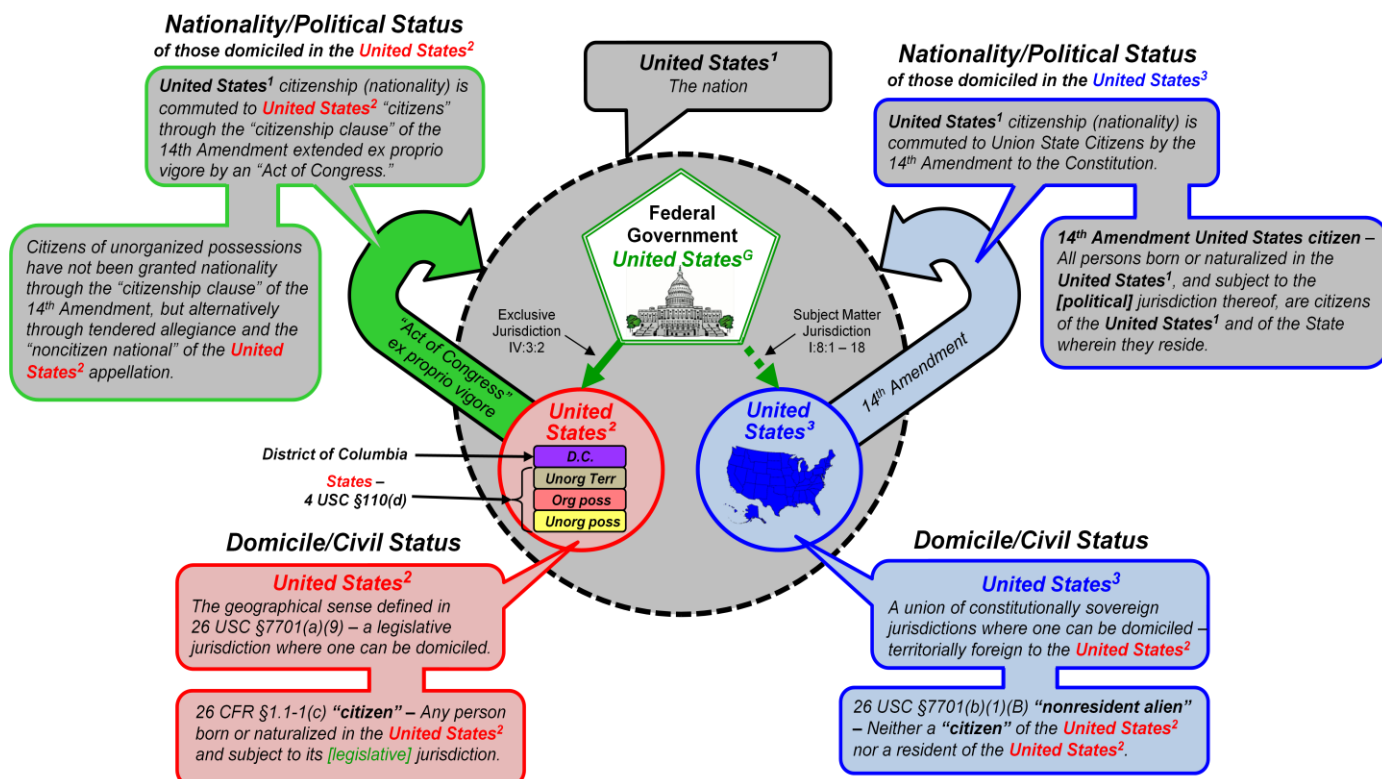 Nationality/Political Status
of those domiciled in the United States²
United States¹ citizenship (nationality) is
commuted to United States² “citizens”
through the “citizenship clause” of the
14th Amendment extended ex proprio
vigore by an “Act of Congress.”
Citizens of unorganized possessions
have not been granted nationality
through the “citizenship clause” of the
14th Amendment, but alternatively
through tendered allegiance and the
“noncitizen national” of the United
States² appellation.
United States¹
The nation
Nationality/Political Status
of those domiciled in the United States³
United States¹ citizenship (nationality) is
commuted to Union State Citizens by the
14th Amendment to the Constitution.
14th Amendment United States citizen –
All persons born or naturalized in the
United States¹, and subject to the
[political] jurisdiction thereof, are citizens
of the United States¹ and of the State
wherein they reside.
Federal
Government
United Statesᴳ
Exclusive
Jurisdiction
IV:3:2
Subject Matter
Jurisdiction
I:8:1 – 18
“Act of Congress”
ex proprio vigore
14th Amendment
United
States²
D.C.
Unorg Terr
Org poss
Unorg poss
United
States³
District of Columbia
States –
4 USC §110(d)
Domicile/Civil Status
United States²
The geographical sense defined in
26 USC §7701(a)(9) – a legislative
jurisdiction where one can be domiciled.
26 CFR §1.1-1(c) “citizen” – Any person
born or naturalized in the United States²
and subject to its [legislative] jurisdiction.
Domicile/Civil Status
United States³
A union of constitutionally sovereign
jurisdictions where one can be domiciled –
territorially foreign to the United States²
26 USC §7701(b)(1)(B) “nonresident alien”
– Neither a “citizen” of the United States²
nor a resident of the United States².